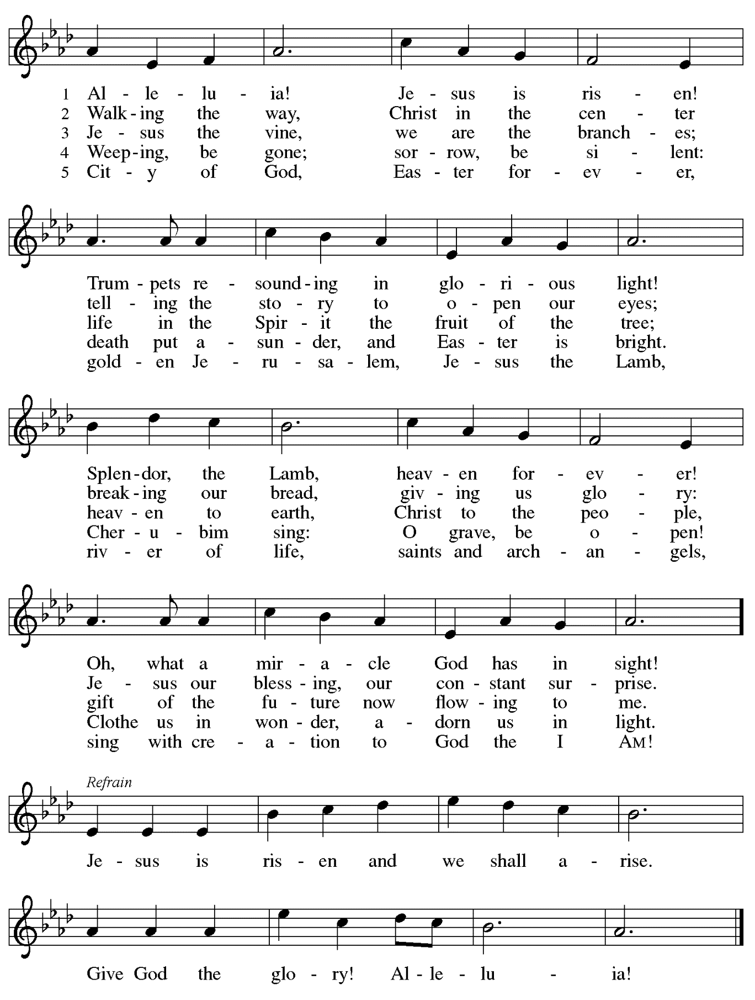 1 Al - le - lu - ia! Je - sus is ris - en!
2 Walk - ing the way, Christ in the cen - ter
3 Je - sus the vine, we are the branch - es;
4 Weep - ing, be gone; sor - row, be si - lent:
5 Cit - y of God, Eas - ter for - ev - er,
Trum - pets re - sound - ing in glo - ri - ous light!
tell - ing the sto - ry to o - pen our eyes;
life in the Spir - it the fruit of the tree;
death put a - sun - der, and Eas - ter is bright.
gold - en Je - ru - sa - lem, Je - sus the Lamb,
Splen - dor, the Lamb, heav - en for - ev - er!
break - ing our bread, giv - ing us glo - ry:
heav - en to earth, Christ to the peo - ple,
Cher - u - bim sing: O grave, be o - pen!
riv - er of life, saints and arch - an - gels,
Oh, what a mir - a - cle God has in sight!
Je - sus our bless - ing, our con - stant sur - prise.
gift of the fu - ture now flow - ing to me.
Clothe us in won - der, a - dorn us in light.
sing with cre - a - tion to God the I AM!
Refrain
Je - sus is ris - en and we shall a - rise.
Give God the glo - ry! Al - le - lu - ia!